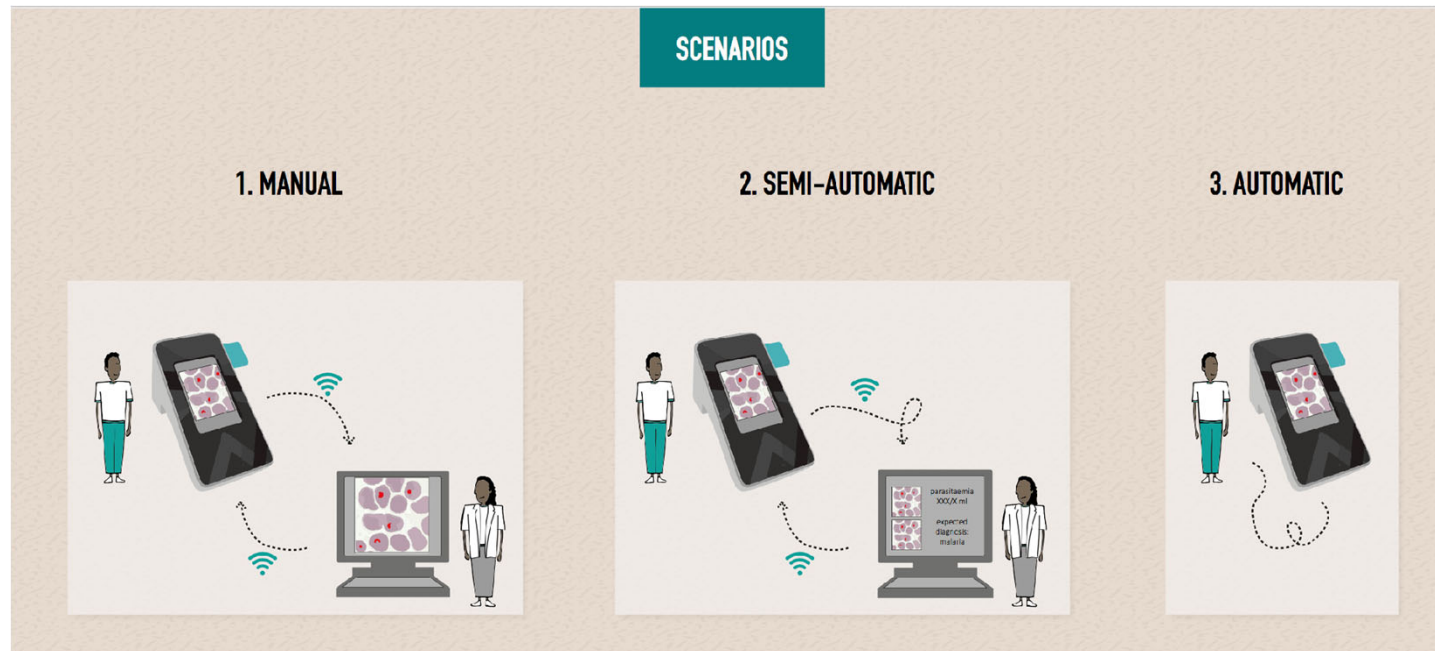 SCENARIOS
1. MANUAL
2. SEMI-AUTOMATIC
3. AUTOMATIC
parasitaemia
XXX/X ml
expected
diagnosis:
malaria